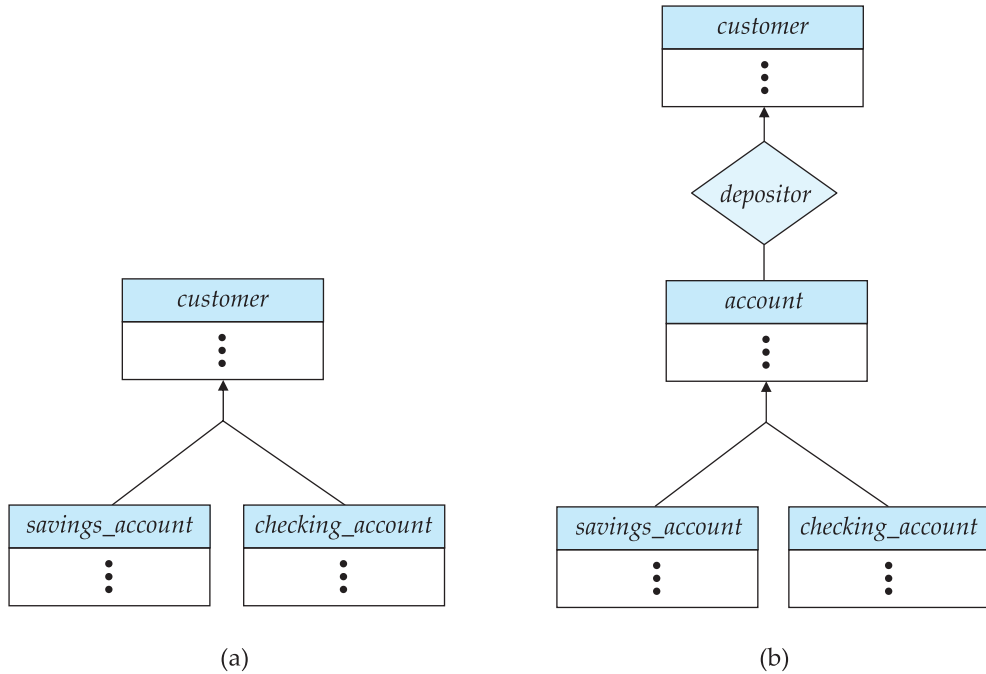 customer
savings_account
checking_account
(a)
customer
depositor
account
savings_account
checking_account
(b)